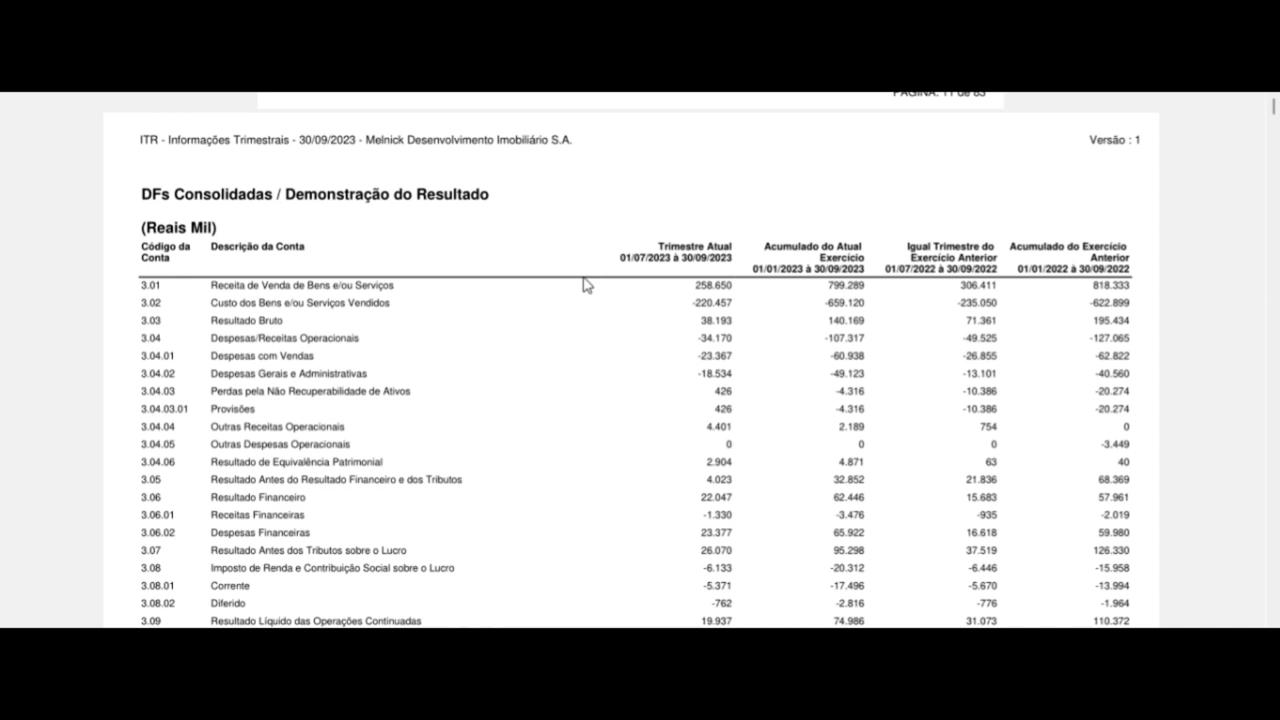 PÁGINA: 11 de 83
ITR - Informações Trimestrais - 30/09/2023 - Melnick Desenvolvimento Imobiliário S.A. Versão : 1
DFs Consolidadas / Demonstração do Resultado
(Reais Mil)
Código da Conta Descrição da Conta Trimestre Atual 01/07/2023 à 30/09/2023 Acumulado do Atual Exercício 01/01/2023 à 30/09/2023 Igual Trimestre do Exercício Anterior 01/07/2022 à 30/09/2022 Acumulado do Exercício Anterior 01/01/2022 à 30/09/2022
3.01 Receita de Venda de Bens e/ou Serviços 258.650 799.289 306.411 818.333
3.02 Custo dos Bens e/ou Serviços Vendidos -220.457 -659.120 -235.050 -622.899
3.03 Resultado Bruto 38.193 140.169 71.361 195.434
3.04 Despesas/Receitas Operacionais -34.170 -107.317 -49.525 -127.065
3.04.01 Despesas com Vendas -23.367 -60.938 -26.855 -62.822
3.04.02 Despesas Gerais e Administrativas -18.534 -49.123 -13.101 -40.560
3.04.03 Perdas pela Não Recuperabilidade de Ativos 426 -4.316 -10.386 -20.274
3.04.03.01 Provisões 426 -4.316 -10.386 -20.274
3.04.04 Outras Receitas Operacionais 4.401 2.189 754 0
3.04.05 Outras Despesas Operacionais 0 0 0 -3.449
3.04.06 Resultado de Equivalência Patrimonial 2.904 4.871 63 40
3.05 Resultado Antes do Resultado Financeiro e dos Tributos 4.023 32.852 21.836 68.369
3.06 Resultado Financeiro 22.047 62.446 15.683 57.961
3.06.01 Receitas Financeiras -1.330 -3.476 -935 -2.019
3.06.02 Despesas Financeiras 23.377 65.922 16.618 59.980
3.07 Resultado Antes dos Tributos sobre o Lucro 26.070 95.298 37.519 126.330
3.08 Imposto de Renda e Contribuição Social sobre o Lucro -6.133 -20.312 -6.446 -15.958
3.08.01 Corrente -5.371 -17.496 -5.670 -13.994
3.08.02 Diferido -762 -2.816 -776 -1.964
3.09 Resultado Líquido das Operações Continuadas 19.937 74.986 31.073 110.372